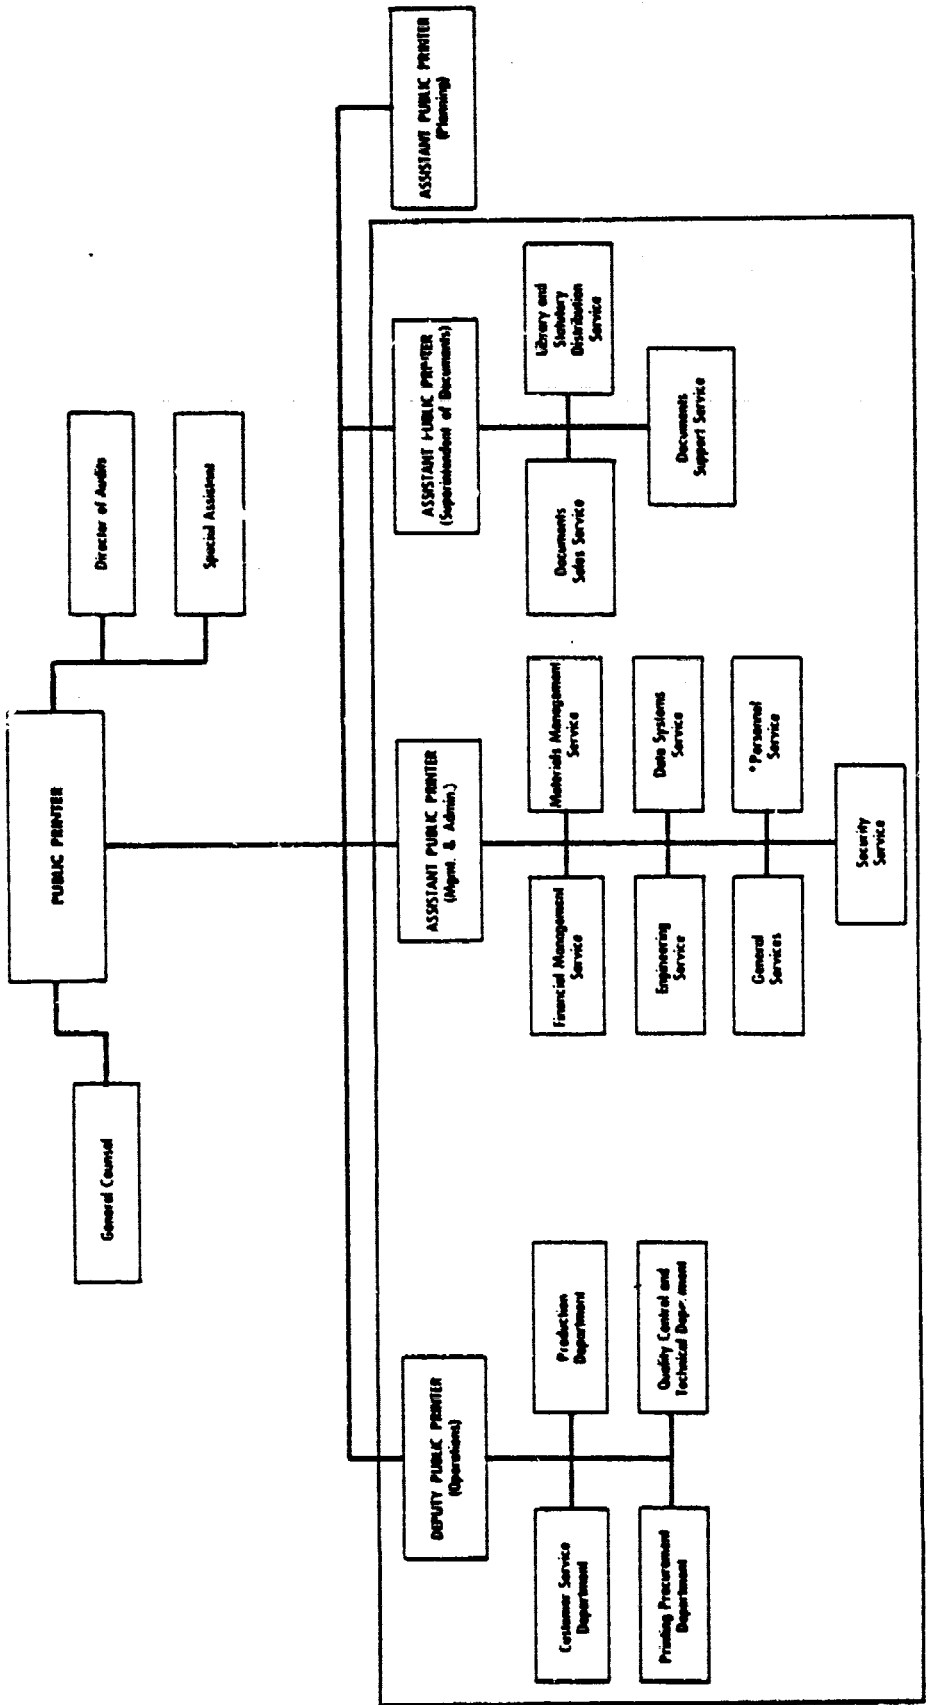 PUBLIC PRINTER
General Counsel
Director of Audits
Special Assistant
DEPUTY PUBLIC PRINTER
(Operations)
ASSISTANT PUBLIC PRINTER
(Mgmt. & Admin.)
ASSISTANT PUBLIC PRINTER
(Superintendent of Documents)
ASSISTANT PUBLIC PRINTER
(Planning)
Customer Service
Department
Production
Department
Printing Procurement
Department
Quality Control and
Technical Department
Financial Management
Service
Materials Management
Service
Engineering
Service
Data Systems
Service
General
Services
*Personnel
Service
Security
Service
Documents
Sales Service
Library and
Statutory
Distribution
Service
Documents
Support Service